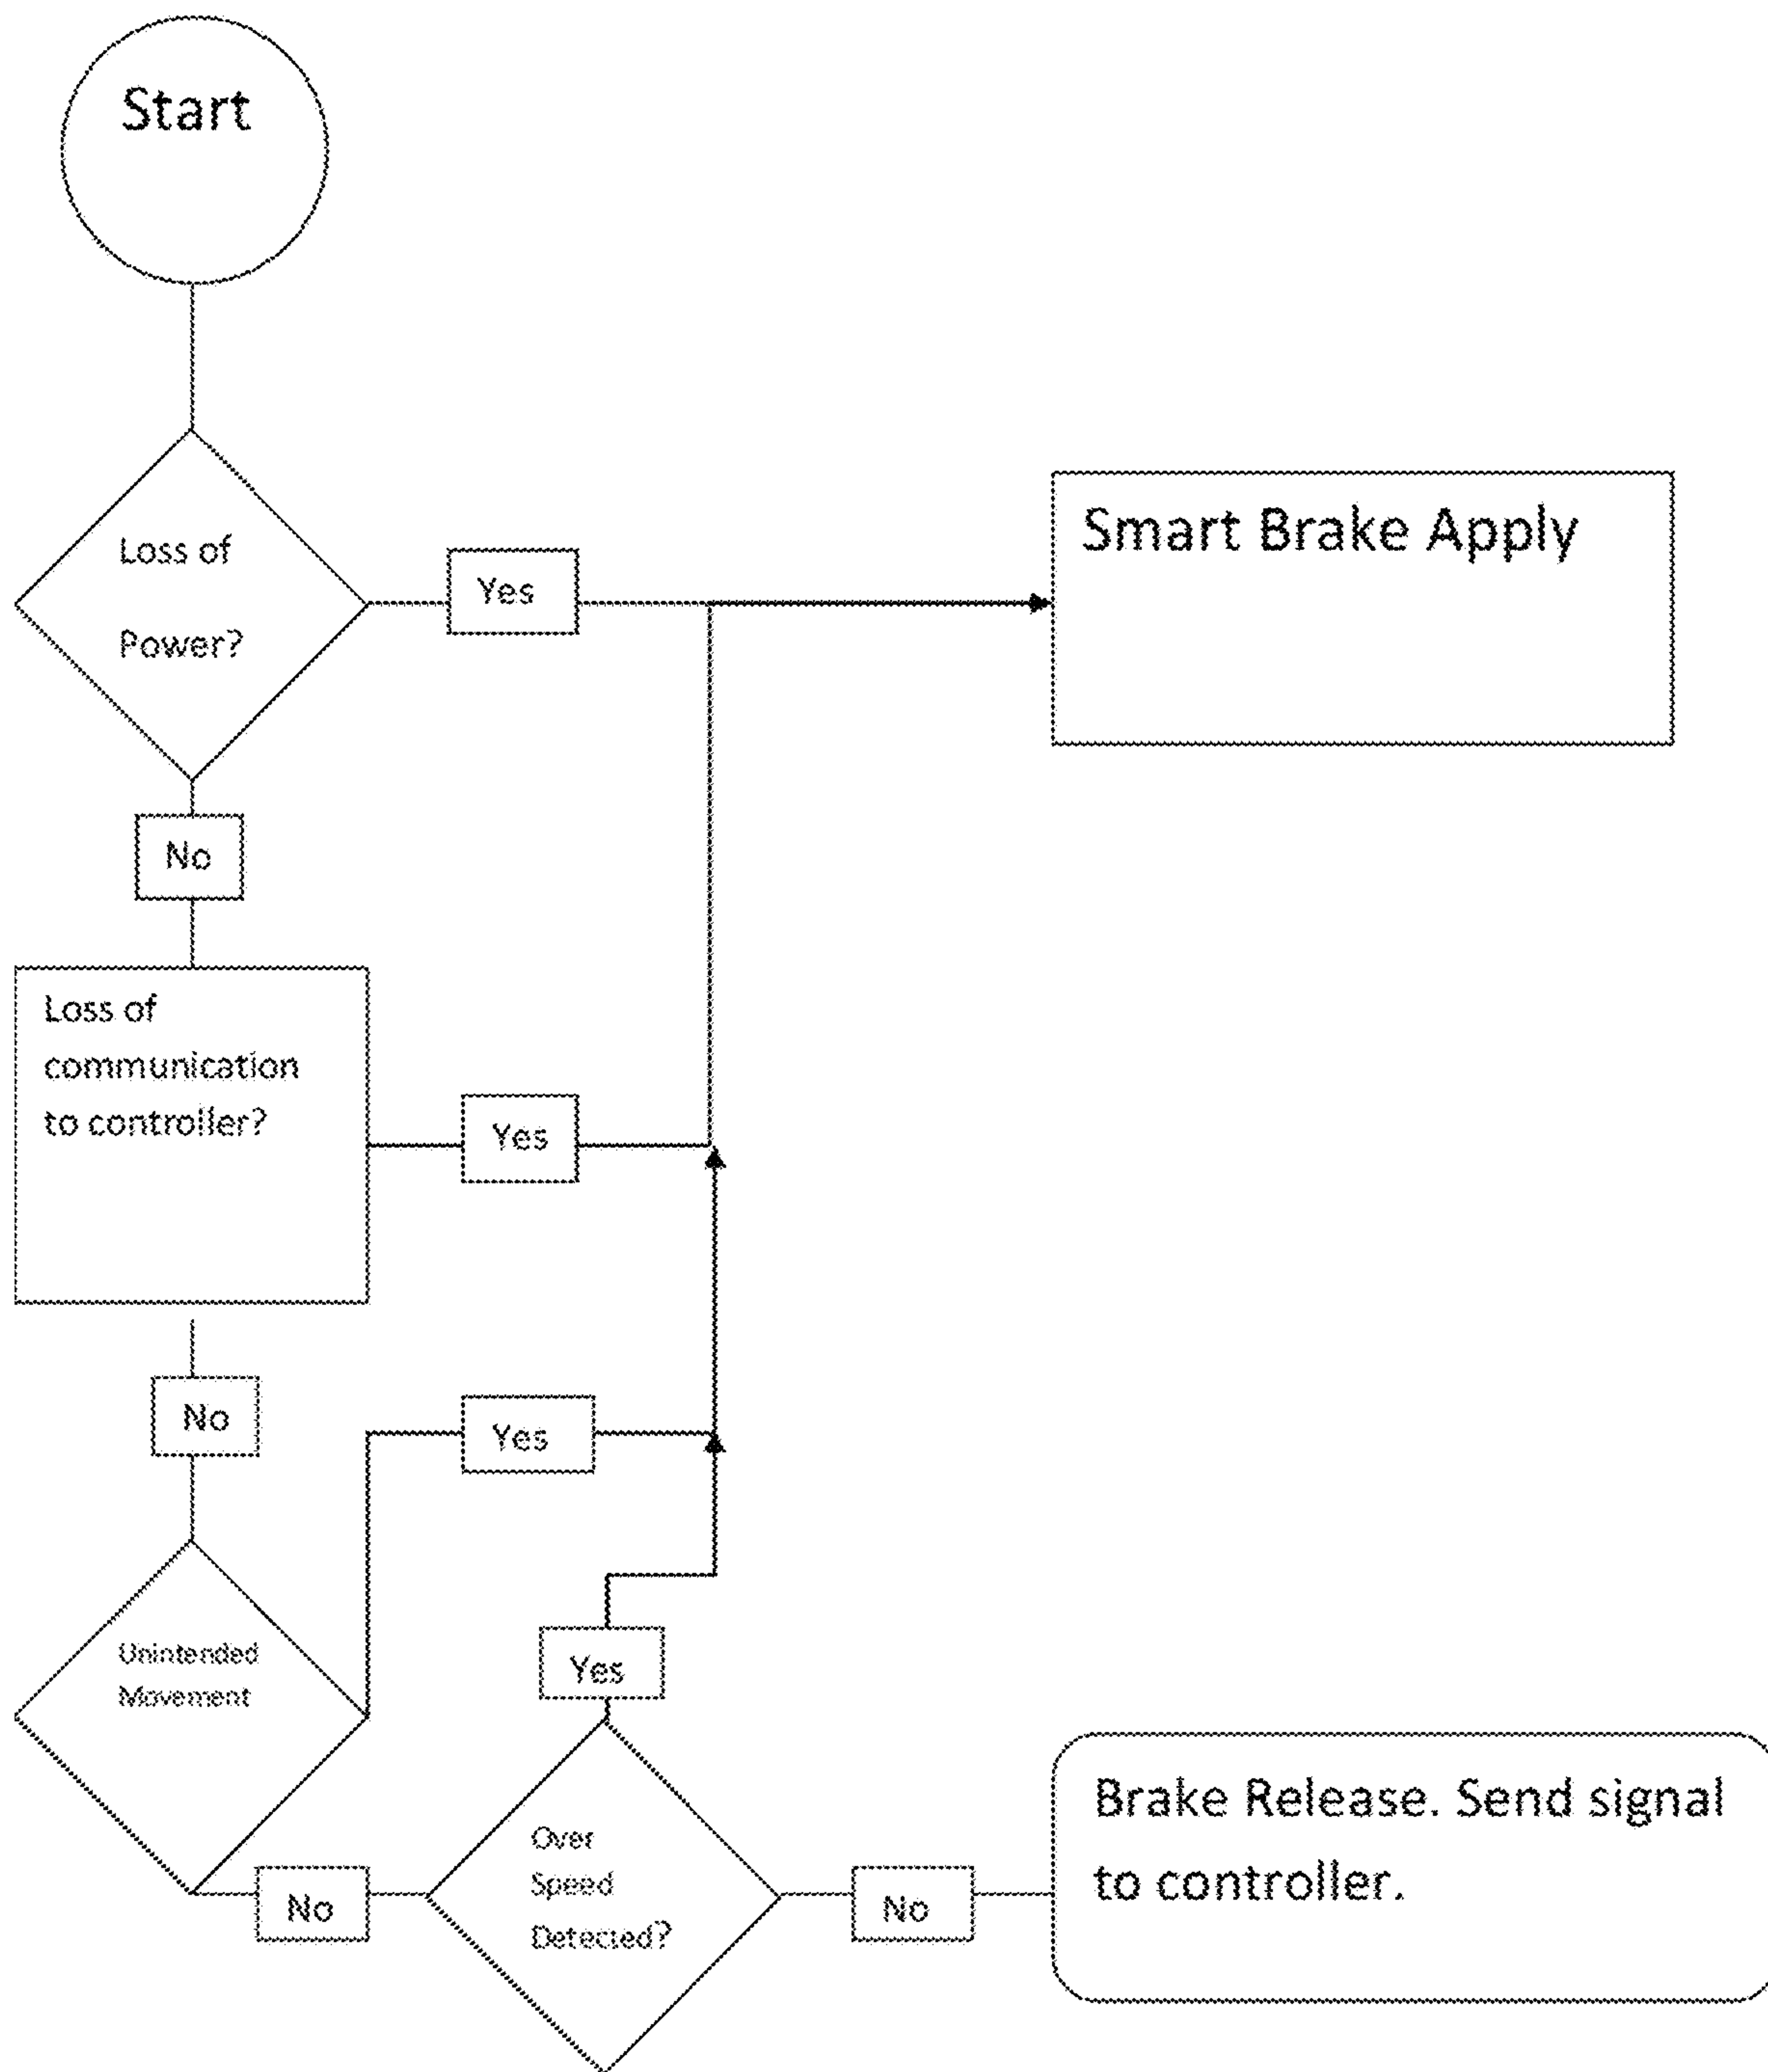 Start
Loss of
Power?
Yes
Smart Brake Apply
No
Loss of
communication
to controller?
Yes
No
Yes
Unintended
Movement
Yes
No
Over
Speed
Detected?
No
Brake Release. Send signal
to controller.